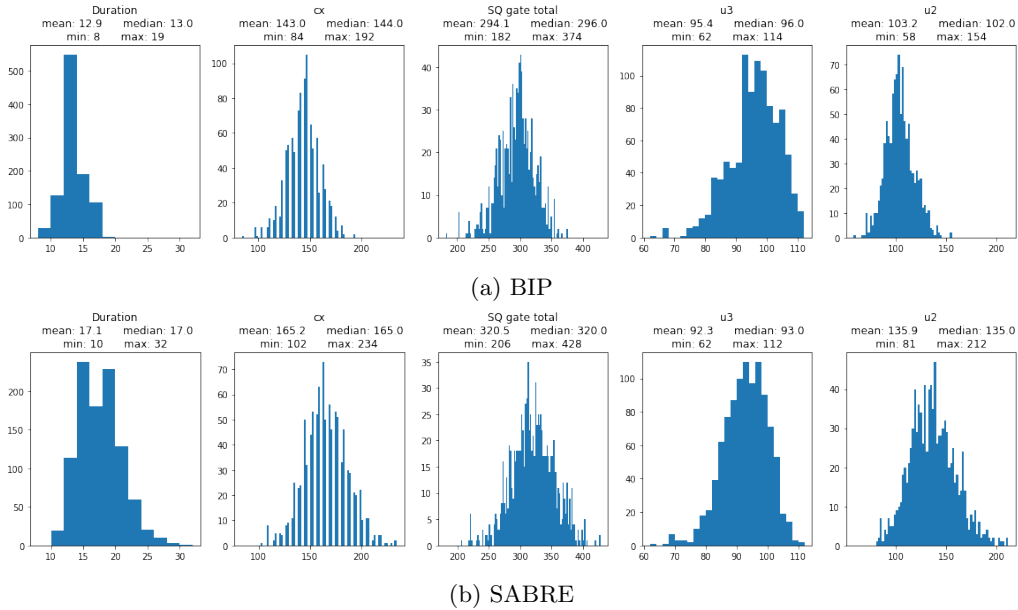 Duration
mean: 12.9 median: 13.0
min: 8 max: 19
cx
mean: 143.0 median: 144.0
min: 84 max: 192
SQ gate total
mean: 294.1 median: 296.0
min: 182 max: 374
u3
mean: 95.4 median: 96.0
min: 62 max: 114
u2
mean: 103.2 median: 102.0
min: 58 max: 154
500
400
300
200
100
0
10 15 20 25 30
100
80
60
40
20
0
100 150 200
40
30
20
10
0
200 250 300 350 400
100
80
60
40
20
0
60 70 80 90 100 110
70
60
50
40
30
20
10
0
100 150 200
(a) BIP
Duration
mean: 17.1 median: 17.0
min: 10 max: 32
cx
mean: 165.2 median: 165.0
min: 102 max: 234
SQ gate total
mean: 320.5 median: 320.0
min: 206 max: 428
u3
mean: 92.3 median: 93.0
min: 62 max: 112
u2
mean: 135.9 median: 135.0
min: 81 max: 212
200
150
100
50
0
10 15 20 25 30
70
60
50
40
30
20
10
0
100 150 200
35
30
25
20
15
10
5
0
200 250 300 350 400
100
80
60
40
20
0
60 70 80 90 100 110
40
30
20
10
0
100 150 200
(b) SABRE